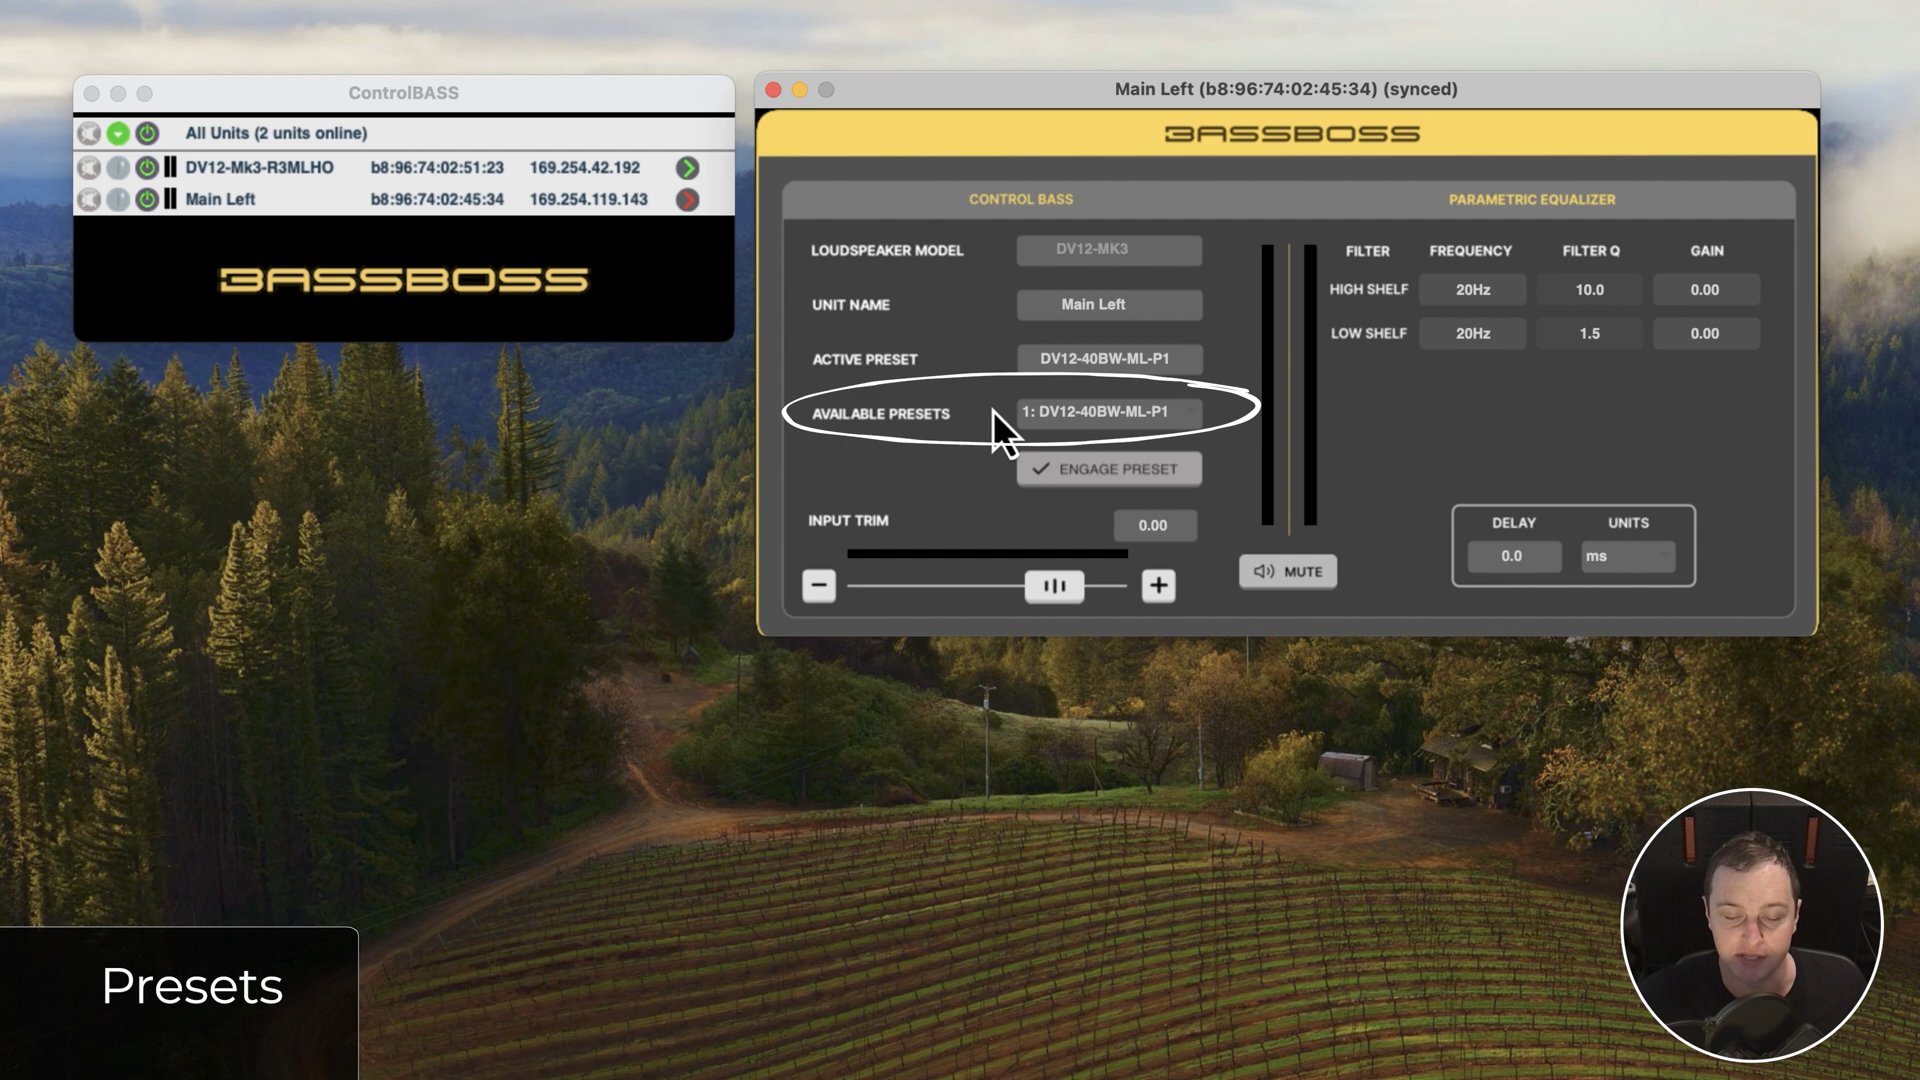 ControlBASS
All Units (2 units online)
DV12-Mk3-R3MLHO b8:96:74:02:51:23 169.254.42.192
Main Left b8:96:74:02:45:34 169.254.119.143
BASSBOSS
Main Left (b8:96:74:02:45:34) (synced)
BASSBOSS
CONTROL BASS
LOUDSPEAKER MODEL DV12-MK3
UNIT NAME Main Left
ACTIVE PRESET DV12-40BW-ML-P1
AVAILABLE PRESETS 1: DV12-40BW-ML-P1
ENGAGE PRESET
INPUT TRIM 0.00
MUTE
PARAMETRIC EQUALIZER
FILTER FREQUENCY FILTER Q GAIN
HIGH SHELF 20Hz 10.0 0.00
LOW SHELF 20Hz 1.5 0.00
DELAY UNITS
0.0 ms
Presets